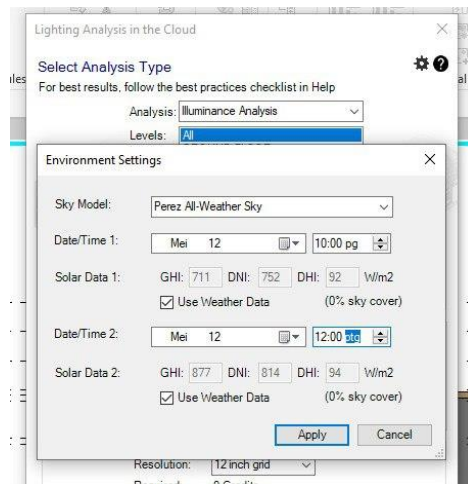 Lighting Analysis in the Cloud
Select Analysis Type
For best results, follow the best practices checklist in Help
Analysis: Illuminance Analysis
Levels: All
Environment Settings
Sky Model: Perez All-Weather Sky
Date/Time 1: Mei 12 10:00 pg
Solar Data 1: GHI: 711 DNI: 752 DHI: 92 W/m2
Use Weather Data (0% sky cover)
Date/Time 2: Mei 12 12:00 ptg
Solar Data 2: GHI: 877 DNI: 814 DHI: 94 W/m2
Use Weather Data (0% sky cover)
Apply Cancel
Resolution: 12 inch grid